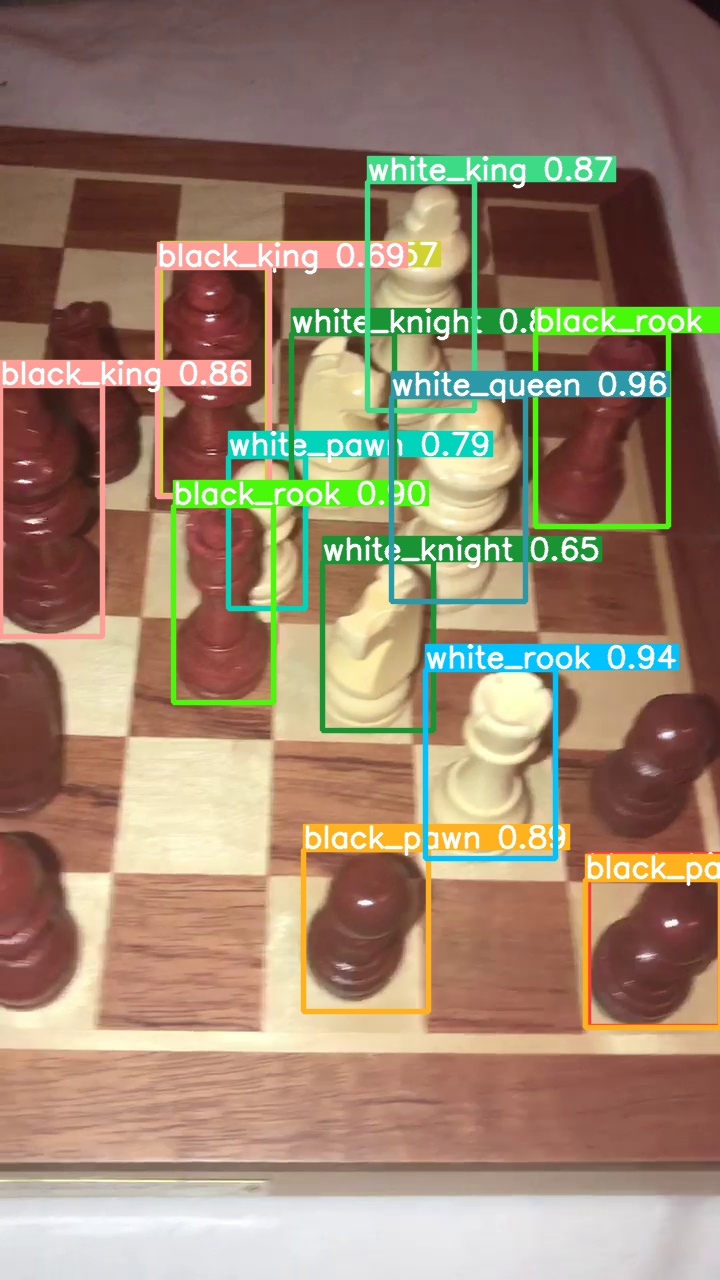 white_king 0.87
black_king 0.69
57
white_knight 0.8
black_rook
black_king 0.86
white_queen 0.96
white_pawn 0.79
black_rook 0.90
white_knight 0.65
white_rook 0.94
black_pawn 0.89
black_pa